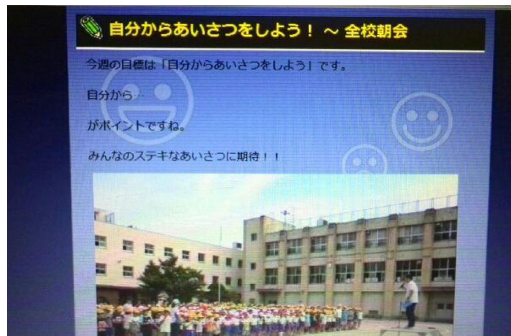 自分からあいさつをしよう！ ～ 全校朝会
今週の目標は「自分からあいさつをしよう」です。
自分から…
がポイントですね。
みんなのステキなあいさつに期待！！